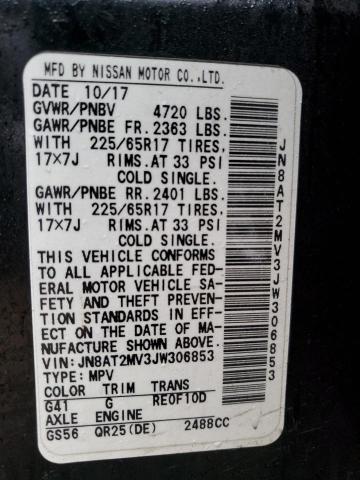 MFD BY NISSAN MOTOR CO.,LTD.
DATE 10/17
GVWR/PNBV 4720 LBS.
GAWR/PNBE FR. 2363 LBS.
WITH 225/65R17 TIRES,
17×7J RIMS. AT 33 PSI
COLD SINGLE.
GAWR/PNBE RR. 2401 LBS.
WITH 225/65R17 TIRES,
17×7J RIMS. AT 33 PSI
COLD SINGLE.
THIS VEHICLE CONFORMS
TO ALL APPLICABLE FED-
ERAL MOTOR VEHICLE SA-
FETY AND THEFT PREVEN-
TION STANDARDS IN EFF-
ECT ON THE DATE OF MA-
NUFACTURE SHOWN ABOVE.
VIN:JN8AT2MV3JW306853
TYPE:MPV
COLOR TRIM TRANS
G41 G RE0F10D
AXLE ENGINE
GS56 QR25(DE) 2488CC
JN8AT2MV3JW306853